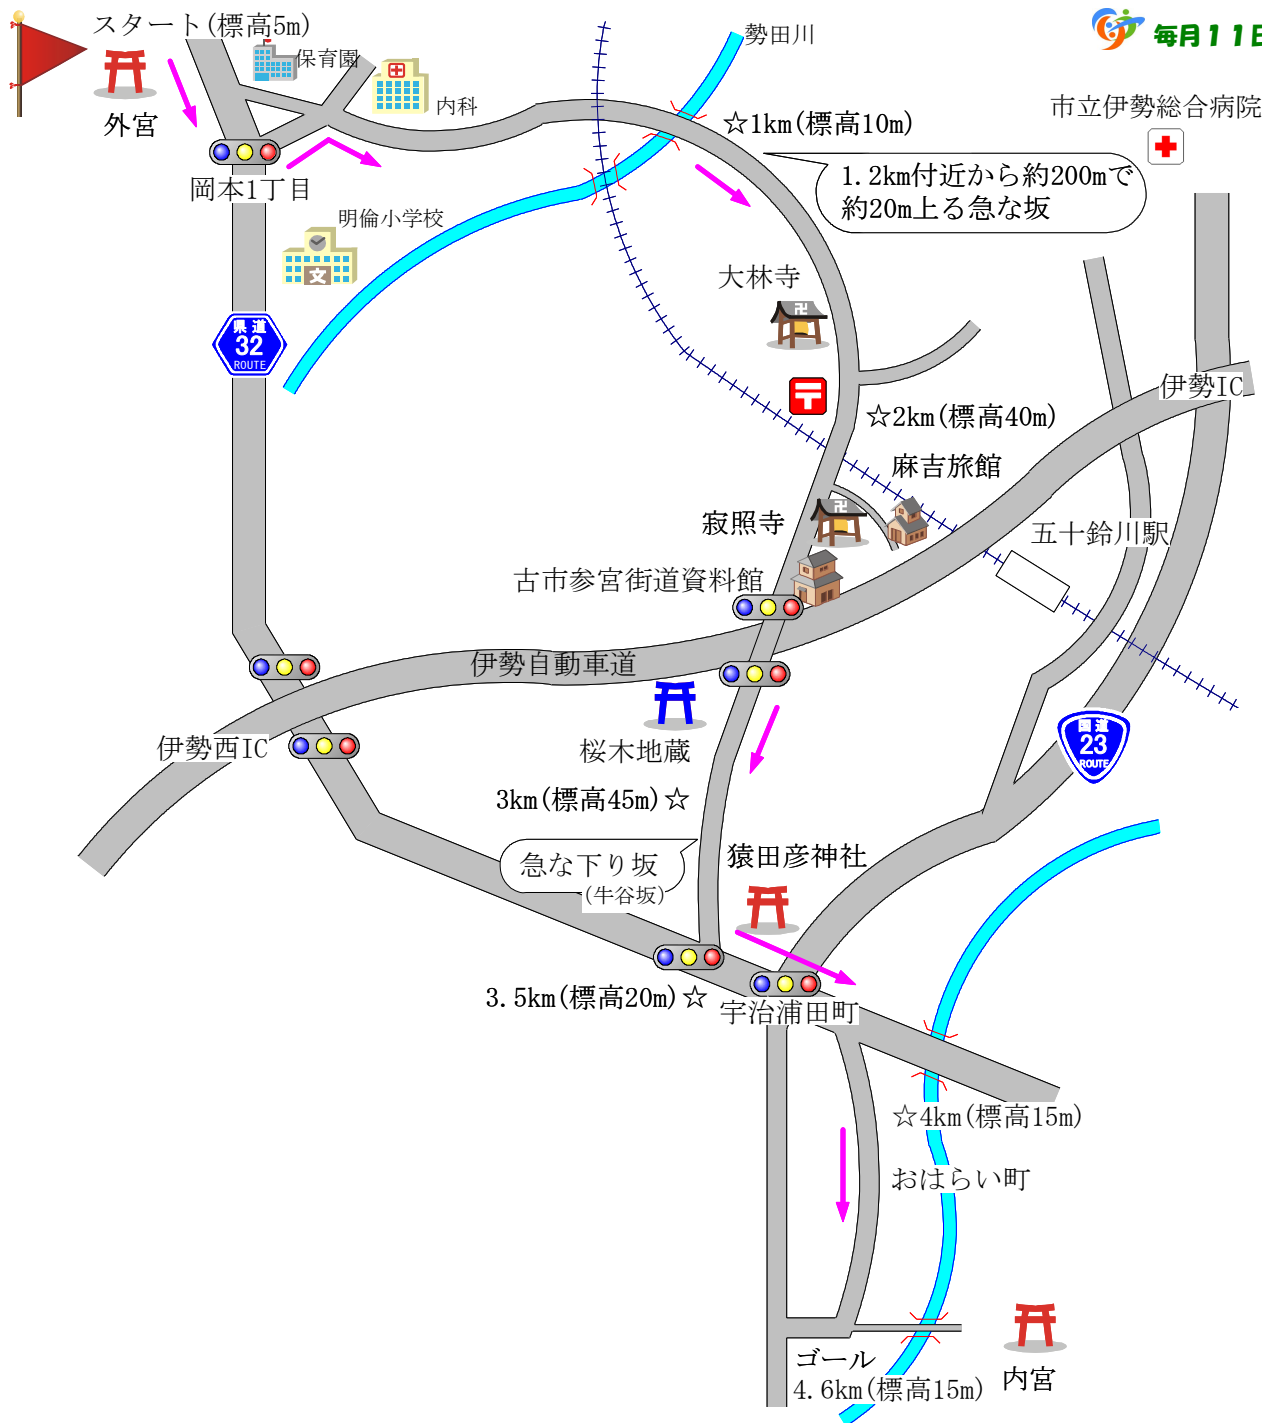 スタート(標高5m)
毎月11日
勢田川
保育園
内科
市立伊勢総合病院
外宮
☆1km(標高10m)
1.2km付近から約200mで
約20m上る急な坂
岡本1丁目
明倫小学校
文
大林寺
卍
県道
32
ROUTE
伊勢IC
☆2km(標高40m)
麻吉旅館
卍
寂照寺
五十鈴川駅
古市参宮街道資料館
伊勢自動車道
国道
23
ROUTE
伊勢西IC
桜木地蔵
3km(標高45m)☆
急な下り坂
(牛谷坂)
猿田彦神社
3.5km(標高20m)☆
宇治浦田町
☆4km(標高15m)
おはらい町
ゴール
4.6km(標高15m)
内宮